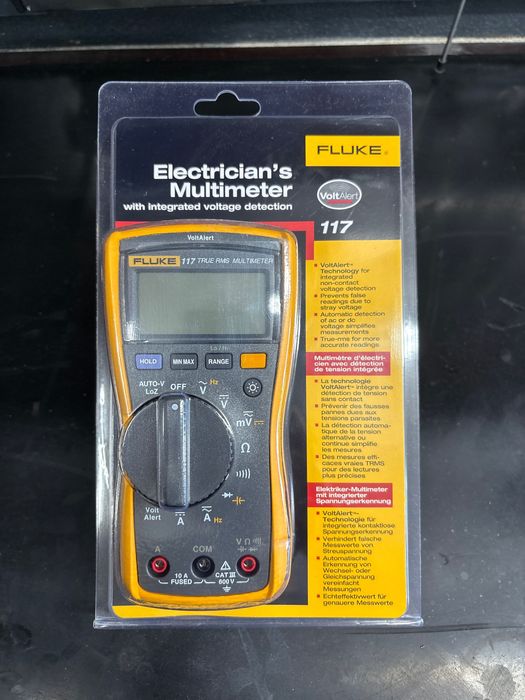 Electrician's
Multimeter
with integrated voltage detection
FLUKE®
VoltAlert
117
VoltAlert™
Technology for
integrated
non-contact
voltage detection
Prevents false
readings due to
stray voltage
Automatic detection
of ac or dc
voltage simplifies
measurements
True-rms for more
accurate readings
Multimètre d'électri-
cien avec détection
de tension intégrée
La technologie
VoltAlert™ intègre une
détection de tension
sans contact
Prévenir des fausses
pannes dues aux
tensions parasites
La détection automa-
tique de la tension
alternative ou
continue simplifie
les mesures
Des mesures effi-
caces vraies TRMS
pour des lectures
plus précises
Elektriker-Multimeter
mit integrierter
Spannungserkennung
VoltAlert™-
Technologie für
integrierte kontaktlose
Spannungserkennung
Verhindert falsche
Messwerte von
Streuspannung
Automatische
Erkennung von
Wechsel- oder
Gleichspannung
vereinfacht
Messungen
Echteffektivwert für
genauere Messwerte
VoltAlert
FLUKE 117 TRUE RMS MULTIMETER
HOLD MIN MAX RANGE
AUTO-V
LoZ
OFF
V Hz
V
mV
Ω
Volt
Alert
A
A Hz
A COM V Ω
10 A
FUSED
CAT III
600 V